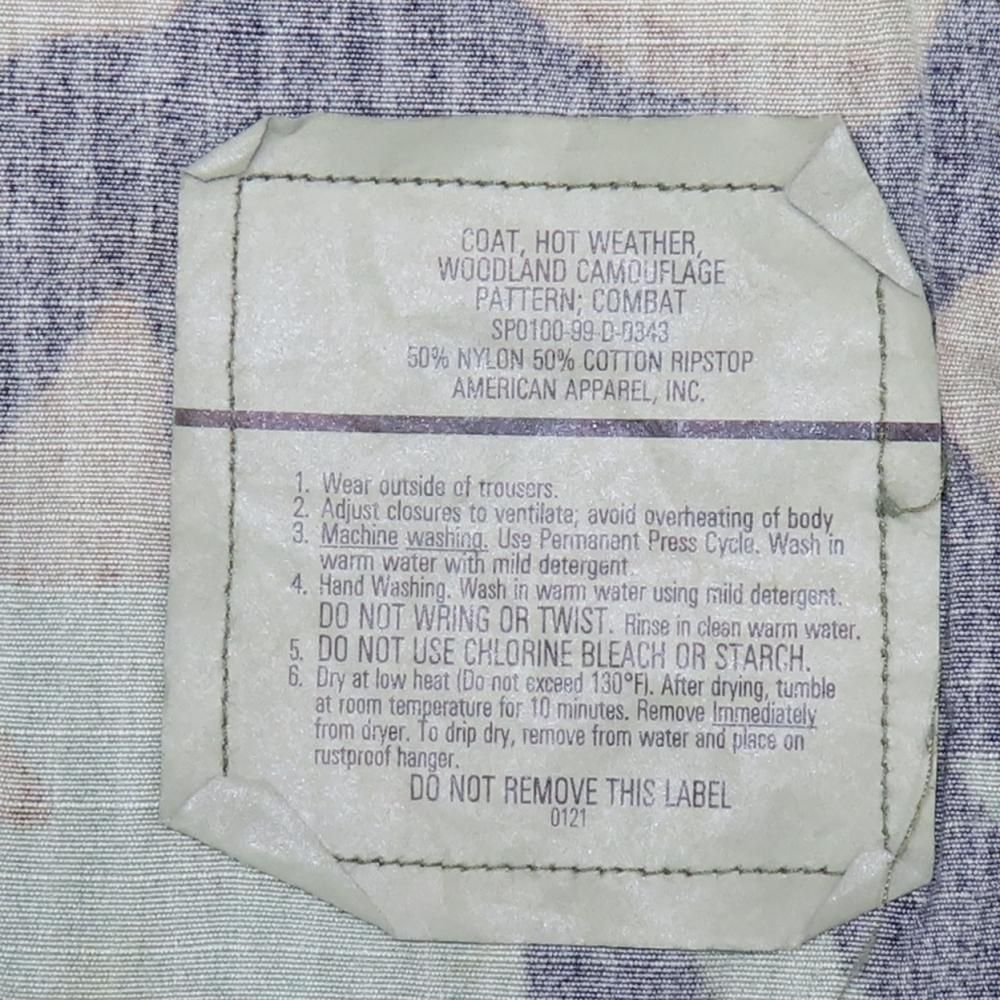 COAT, HOT WEATHER,
WOODLAND CAMOUFLAGE
PATTERN; COMBAT
SP0100-99-D-0343
50% NYLON 50% COTTON RIPSTOP
AMERICAN APPAREL, INC.
1. Wear outside of trousers.
2. Adjust closures to ventilate; avoid overheating of body
3. Machine washing. Use Permanent Press Cycle. Wash in
warm water with mild detergent.
4. Hand Washing. Wash in warm water using mild detergent.
DO NOT WRING OR TWIST. Rinse in clean warm water.
5. DO NOT USE CHLORINE BLEACH OR STARCH.
6. Dry at low heat (Do not exceed 130°F). After drying, tumble
at room temperature for 10 minutes. Remove Immediately
from dryer. To drip dry, remove from water and place on
rustproof hanger.
DO NOT REMOVE THIS LABEL
0121